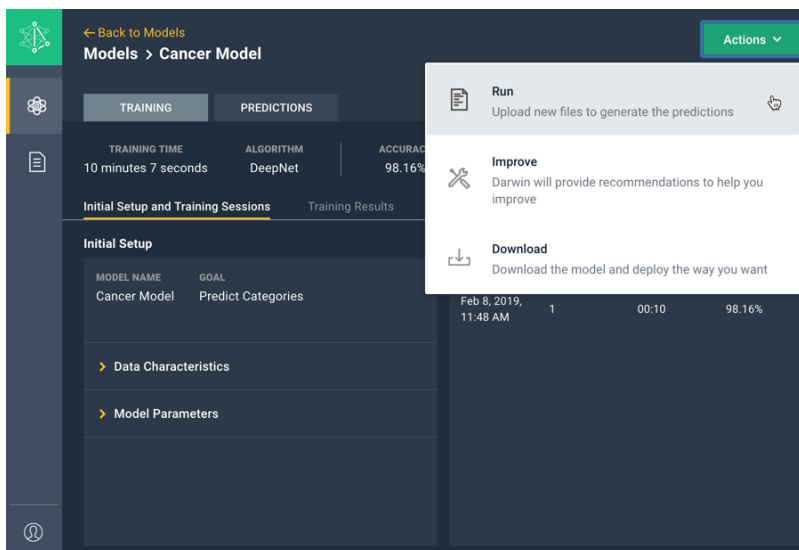 ← Back to Models
Models > Cancer Model
Actions
TRAINING
PREDICTIONS
Run
Upload new files to generate the predictions
Improve
Darwin will provide recommendations to help you
improve
Download
Download the model and deploy the way you want
TRAINING TIME
10 minutes 7 seconds
ALGORITHM
DeepNet
ACCURAC
98.16%
Initial Setup and Training Sessions
Training Results
Initial Setup
MODEL NAME
Cancer Model
GOAL
Predict Categories
Feb 8, 2019,
11:48 AM
1
00:10
98.16%
> Data Characteristics
> Model Parameters